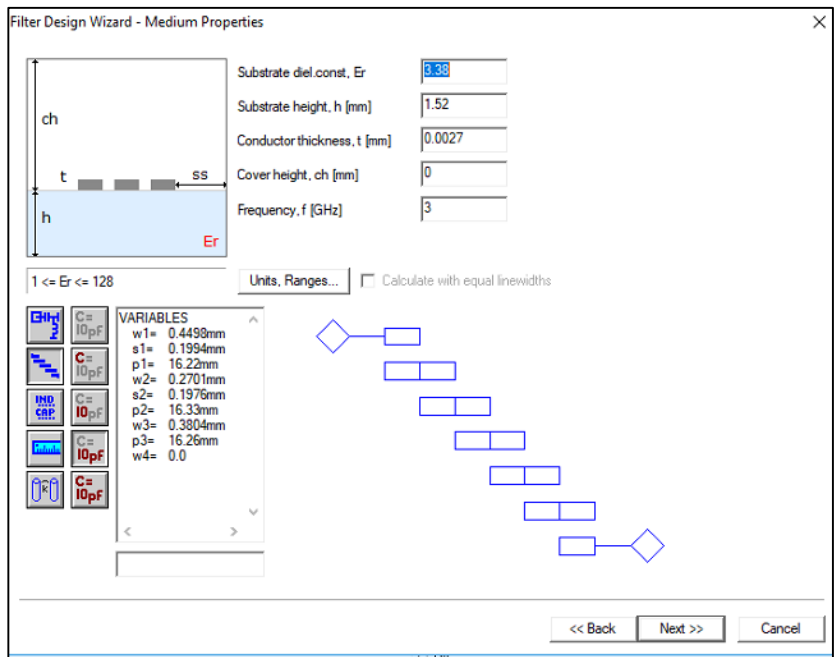 Filter Design Wizard - Medium Properties
ch
t
ss
h
Er
Substrate diel.const, Er
3.38
Substrate height, h [mm]
1.52
Conductor thickness, t [mm]
0.0027
Cover height, ch [mm]
0
Frequency, f [GHz]
3
1 <= Er <= 128
Units, Ranges...
Calculate with equal linewidths
C=
10pF
C=
10pF
IND
CAP
C=
10pF
C=
10pF
k
C=
10pF
VARIABLES
w1= 0.4498mm
s1= 0.1994mm
p1= 16.22mm
w2= 0.2701mm
s2= 0.1976mm
p2= 16.33mm
w3= 0.3804mm
p3= 16.26mm
w4= 0.0
<< Back
Next >>
Cancel